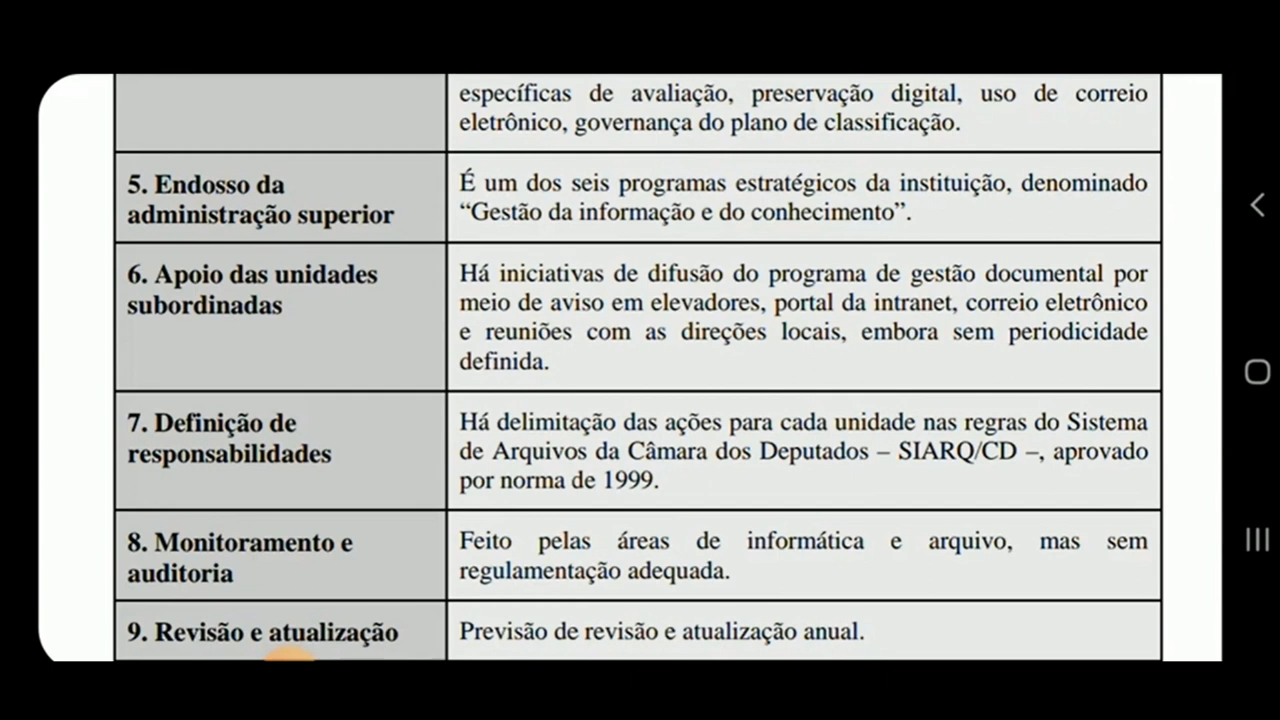 específicas de avaliação, preservação digital, uso de correio
eletrônico, governança do plano de classificação.
5. Endosso da
administração superior
É um dos seis programas estratégicos da instituição, denominado
“Gestão da informação e do conhecimento”.
6. Apoio das unidades
subordinadas
Há iniciativas de difusão do programa de gestão documental por
meio de aviso em elevadores, portal da intranet, correio eletrônico
e reuniões com as direções locais, embora sem periodicidade
definida.
7. Definição de
responsabilidades
Há delimitação das ações para cada unidade nas regras do Sistema
de Arquivos da Câmara dos Deputados – SIARQ/CD –, aprovado
por norma de 1999.
8. Monitoramento e
auditoria
Feito pelas áreas de informática e arquivo, mas sem
regulamentação adequada.
9. Revisão e atualização
Previsão de revisão e atualização anual.